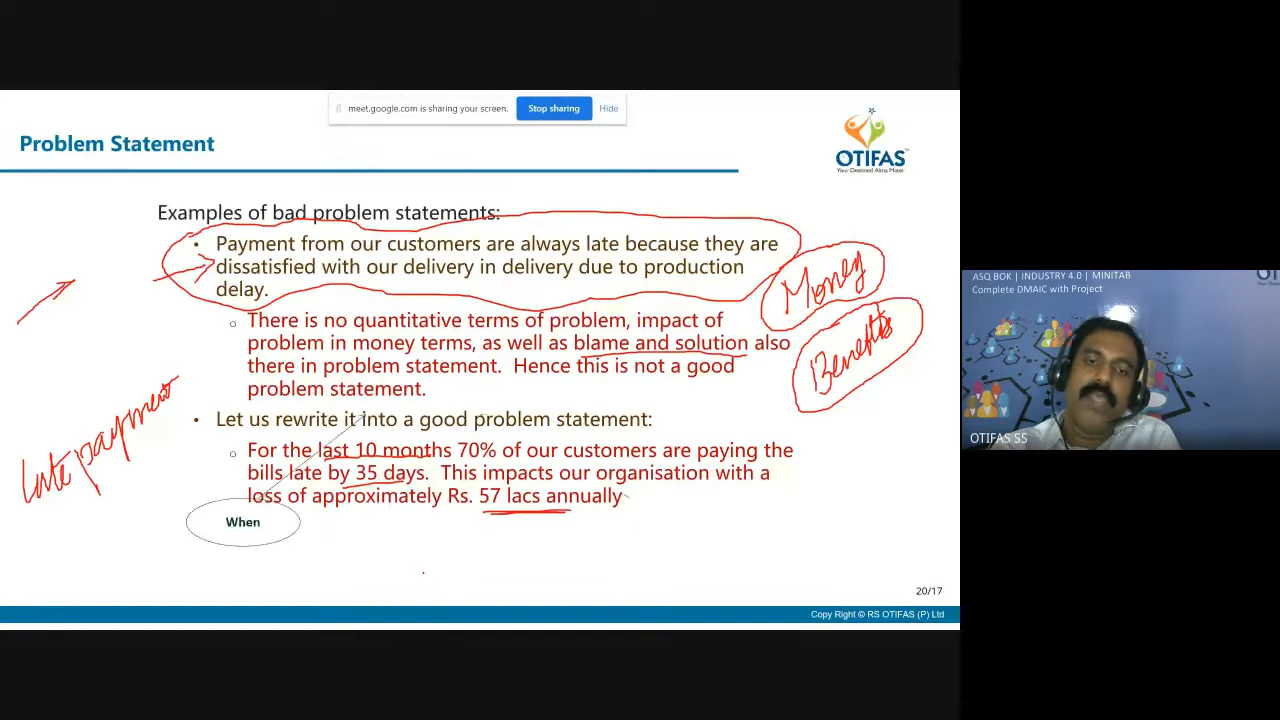 meet.google.com is sharing your screen.
Stop sharing
Hide
Problem Statement
OTIFAS
Your Destined Alma Mater
Examples of bad problem statements:
• Payment from our customers are always late because they are
dissatisfied with our delivery in delivery due to production
delay.
Money
○ There is no quantitative terms of problem, impact of
problem in money terms, as well as blame and solution also
there in problem statement. Hence this is not a good
problem statement.
Benefits
• Let us rewrite it into a good problem statement:
○ For the last 10 months 70% of our customers are paying the
bills late by 35 days. This impacts our organisation with a
loss of approximately Rs. 57 lacs annually
Late payment
When
20/17
Copy Right © RS OTIFAS (P) Ltd
ASQ BOK | INDUSTRY 4.0 | MINITAB
Complete DMAIC with Project
OTIFAS SS